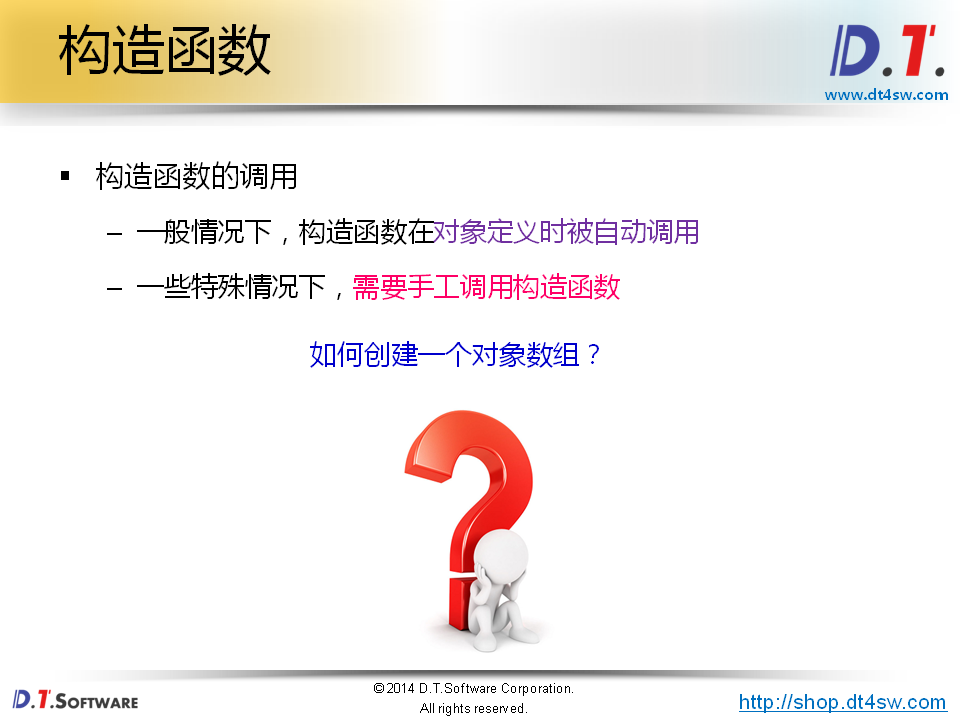 构造函数
D.T.
www.dt4sw.com
▪ 构造函数的调用
– 一般情况下，构造函数在对象定义时被自动调用
– 一些特殊情况下，需要手工调用构造函数
如何创建一个对象数组？
D.T.SOFTWARE
©2014 D.T.Software Corporation.
All rights reserved.
http://shop.dt4sw.com